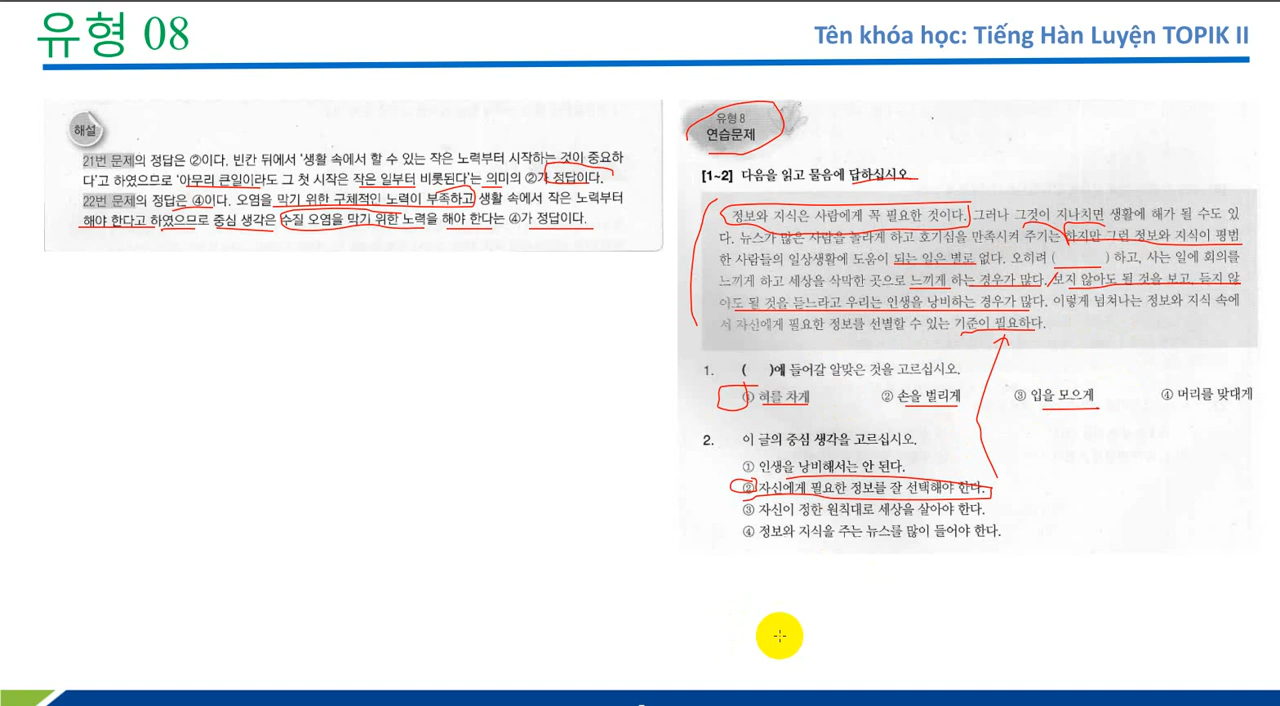 유형 08
Tên khóa học: Tiếng Hàn Luyện TOPIK II
해설
21번 문제의 정답은 ②이다. 빈칸 뒤에서 '생활 속에서 할 수 있는 작은 노력부터 시작하는 것이 중요하
다'고 하였으므로 '아무리 큰일이라도 그 첫 시작은 작은 일부터 비롯된다'는 의미의 ②가 정답이다.
22번 문제의 정답은 ④이다. 오염을 막기 위한 구체적인 노력이 부족하고 생활 속에서 작은 노력부터
해야 한다고 하였으므로 중심 생각은 손질 오염을 막기 위한 노력을 해야 한다는 ④가 정답이다.
유형 8
연습문제
[1~2] 다음을 읽고 물음에 답하십시오.
정보와 지식은 사람에게 꼭 필요한 것이다. 그러나 그것이 지나치면 생활에 해가 될 수도 있
다. 뉴스가 많은 사람을 놀라게 하고 호기심을 만족시켜 주기는 하지만 그런 정보와 지식이 평범
한 사람들의 일상생활에 도움이 되는 일은 별로 없다. 오히려 ( ) 하고, 사는 일에 회의를
느끼게 하고 세상을 삭막한 곳으로 느끼게 하는 경우가 많다. 보지 않아도 될 것을 보고, 듣지 않
아도 될 것을 듣느라고 우리는 인생을 낭비하는 경우가 많다. 이렇게 넘쳐나는 정보와 지식 속에
서 자신에게 필요한 정보를 선별할 수 있는 기준이 필요하다.
1. ( )에 들어갈 알맞은 것을 고르십시오.
① 혀를 차게 ② 손을 벌리게 ③ 입을 모으게 ④ 머리를 맞대게
2. 이 글의 중심 생각을 고르십시오.
① 인생을 낭비해서는 안 된다.
② 자신에게 필요한 정보를 잘 선택해야 한다.
③ 자신이 정한 원칙대로 세상을 살아야 한다.
④ 정보와 지식을 주는 뉴스를 많이 들어야 한다.